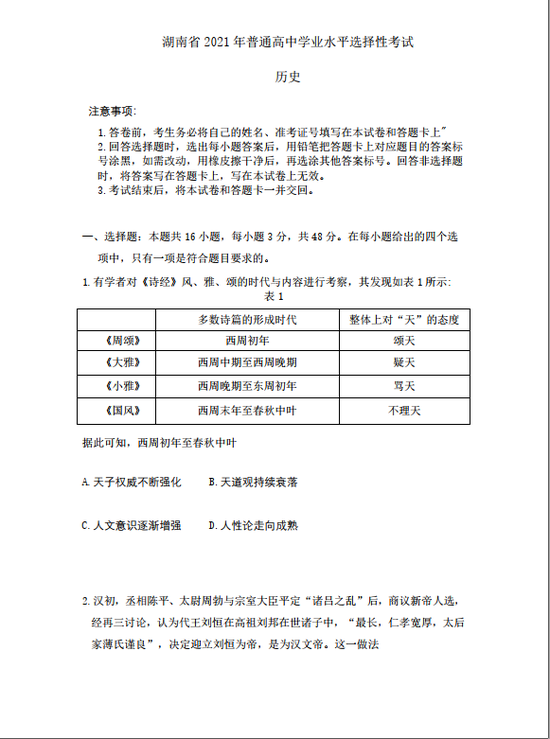 湖南省 2021 年普通高中学业水平选择性考试
历史
注意事项:
1.答卷前，考生务必将自己的姓名、准考证号填写在本试卷和答题卡上"
2.回答选择题时，选出每小题答案后，用铅笔把答题卡上对应题目的答案标
号涂黑，如需改动，用橡皮擦干净后，再选涂其他答案标号。回答非选择题
时，将答案写在答题卡上，写在本试卷上无效。
3.考试结束后，将本试卷和答题卡一并交回。
一、选择题：本题共 16 小题，每小题 3 分，共 48 分。在每小题给出的四个选
项中，只有一项是符合题目要求的。
1.有学者对《诗经》风、雅、颂的时代与内容进行考察，其发现如表 1 所示:
表 1
多数诗篇的形成时代 整体上对“天”的态度
《周颂》 西周初年 颂天
《大雅》 西周中期至西周晚期 疑天
《小雅》 西周晚期至东周初年 骂天
《国风》 西周末年至春秋中叶 不理天
据此可知，西周初年至春秋中叶
A.天子权威不断强化 B.天道观持续衰落
C.人文意识逐渐增强 D.人性论走向成熟
2.汉初，丞相陈平、太尉周勃与宗室大臣平定“诸吕之乱”后，商议新帝人选，
经再三讨论，认为代王刘恒在高祖刘邦在世诸子中，“最长，仁孝宽厚，太后
家薄氏谨良”，决定迎立刘恒为帝，是为汉文帝。这一做法